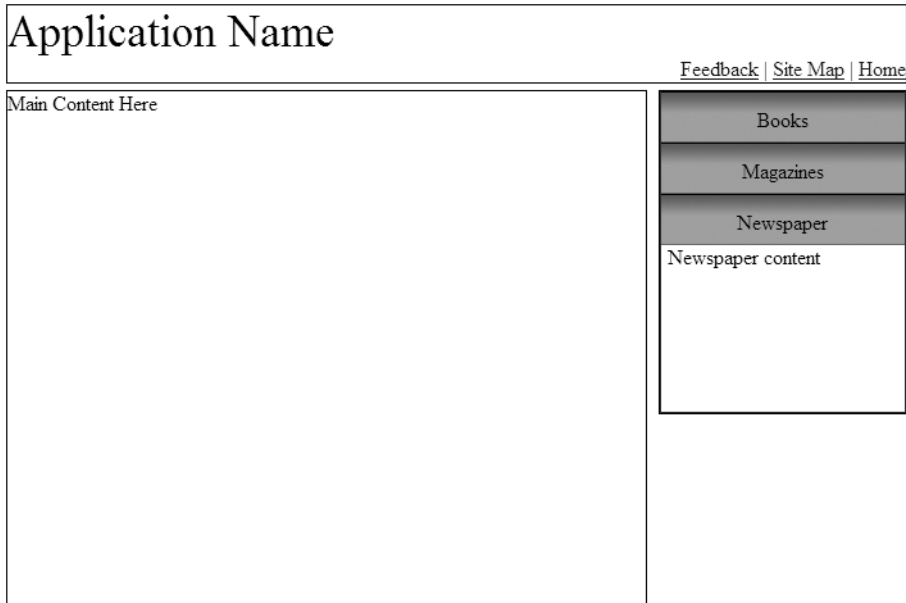 Application Name
Feedback | Site Map | Home
Main Content Here
Books
Magazines
Newspaper
Newspaper content